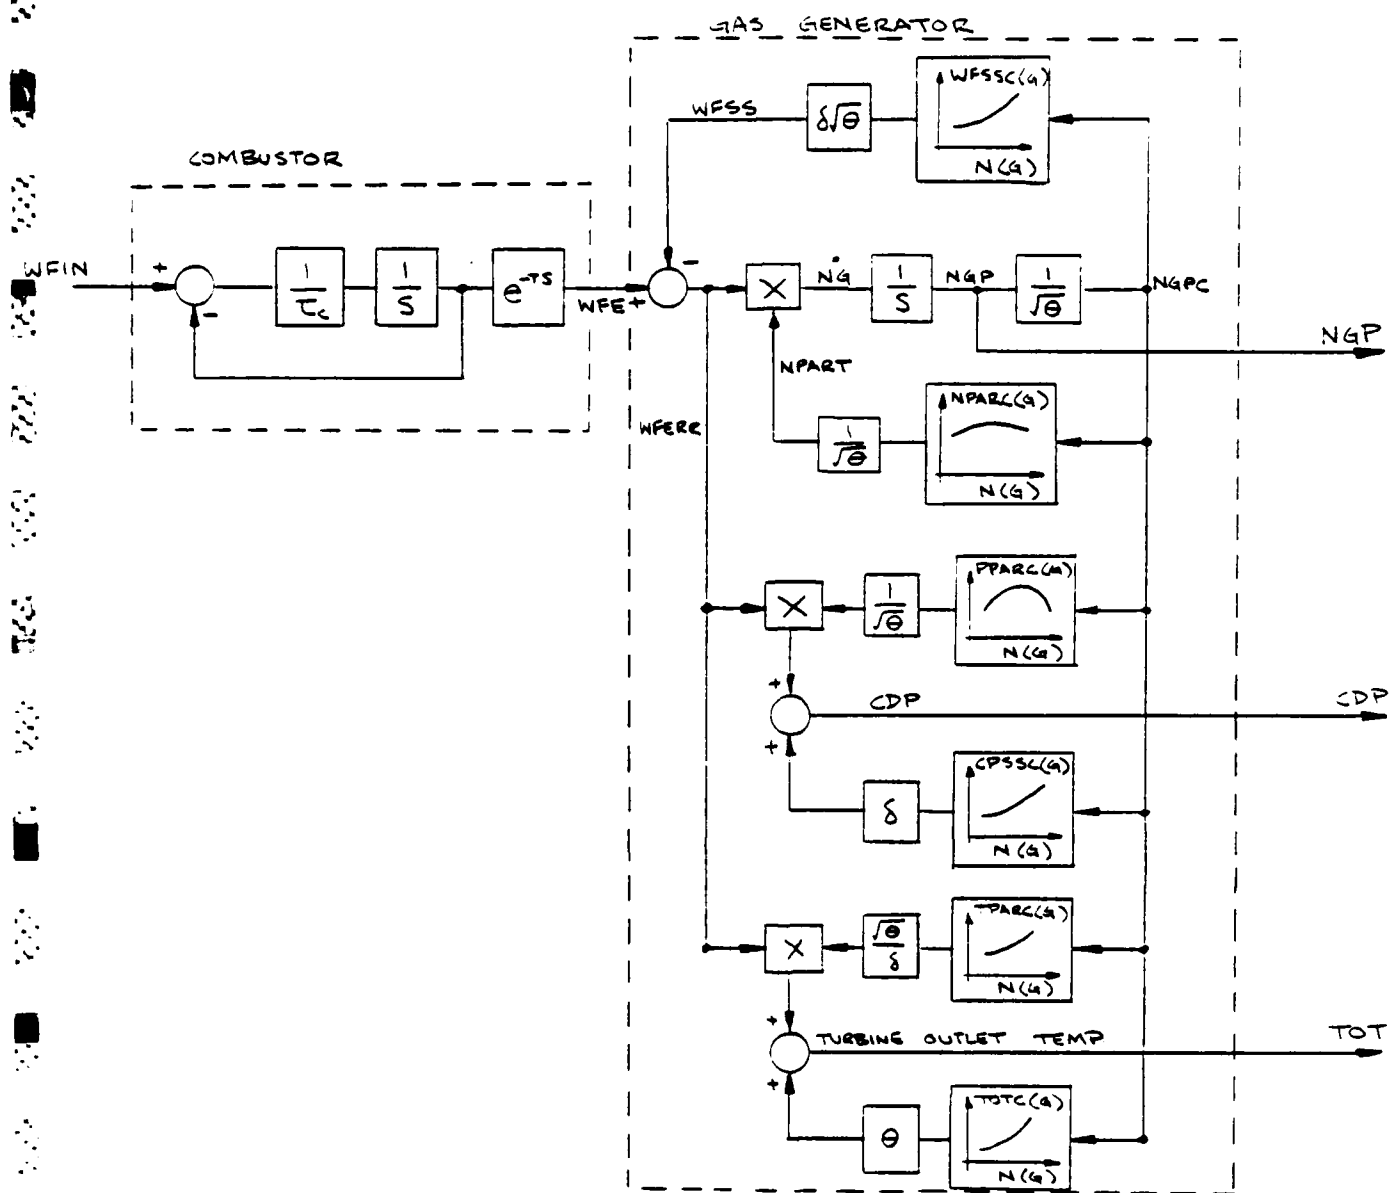 GAS GENERATOR
WFSSC(G)
N(G)
δ√θ
WFSS
COMBUSTOR
WFIN
+
-
1/τc
1/S
e^-TS
WFE +
-
X
ṄG
1/S
NGP
1/√θ
NGPC
NGP
NPART
NPARC(G)
N(G)
1/√θ
WFERR
PPARC(G)
N(G)
1/√θ
X
+
CDP
CDP
+
CPSSC(G)
N(G)
δ
TPARC(G)
N(G)
√θ/δ
X
+
TURBINE OUTLET TEMP
TOT
+
TOTC(G)
N(G)
θ